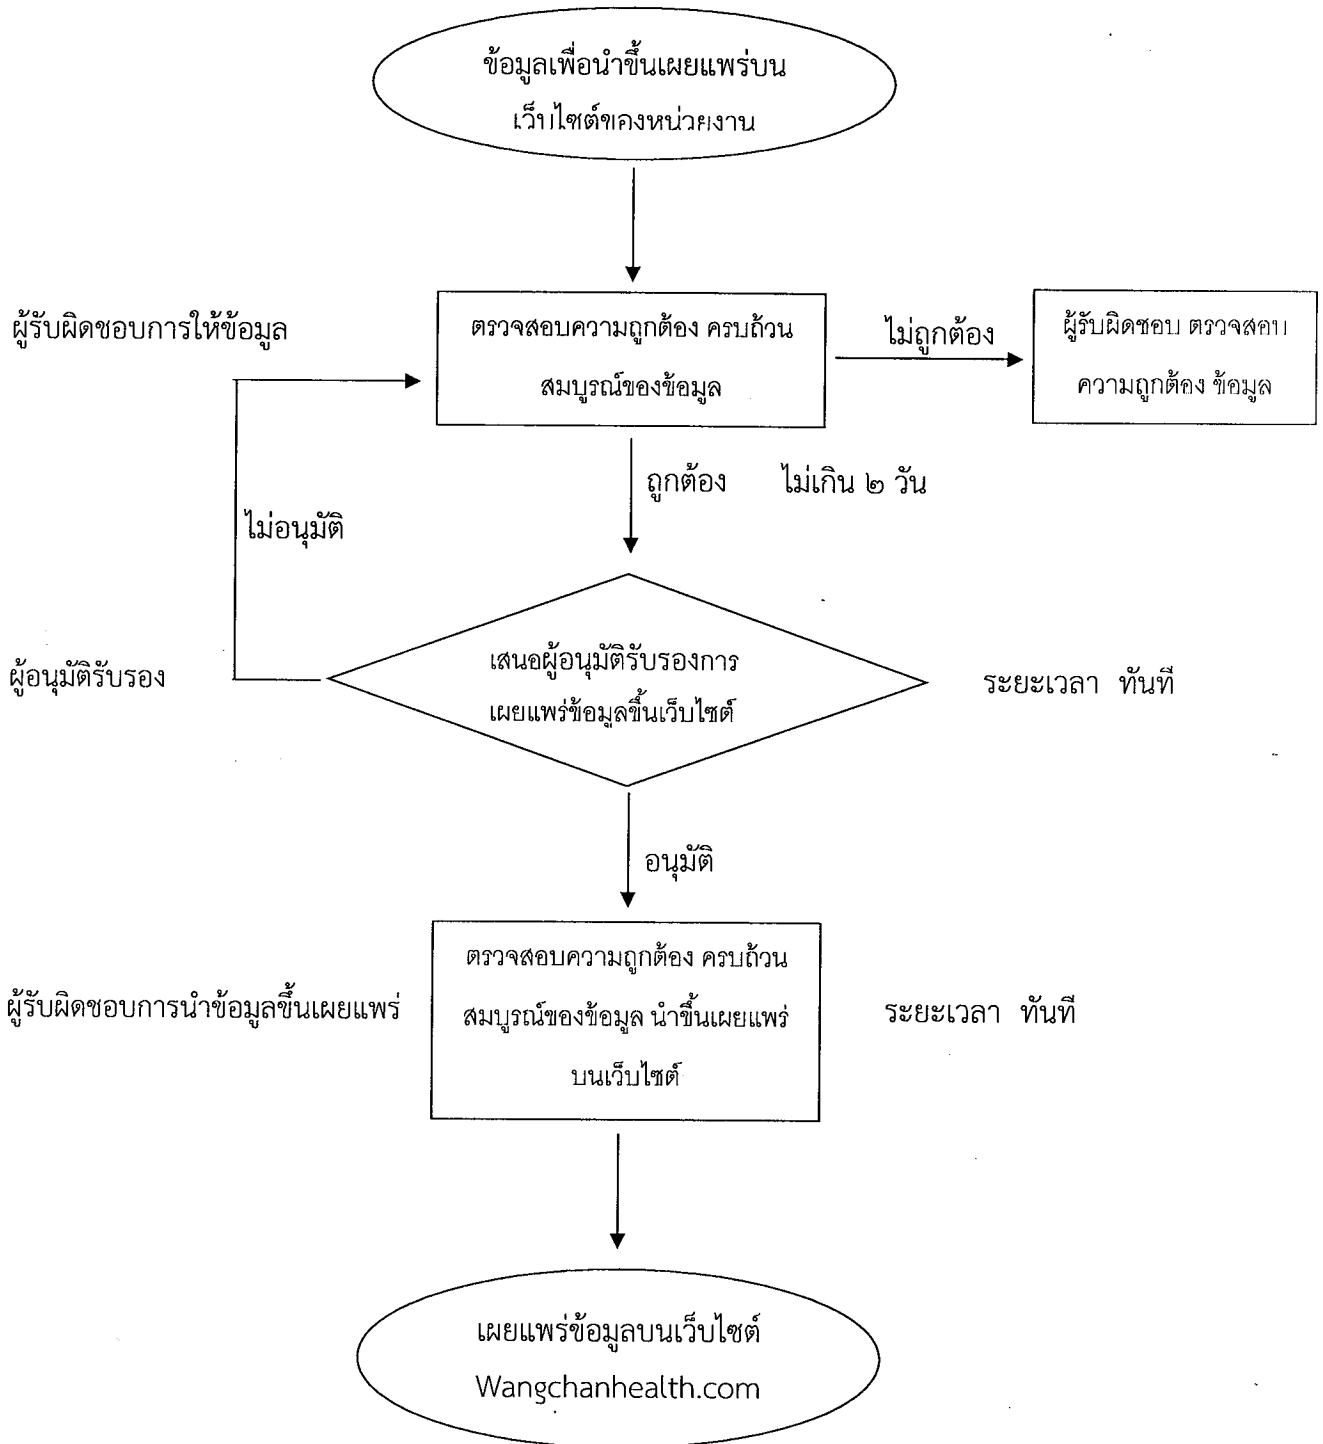 ข้อมูลเพื่อนำขึ้นเผยแพร่บน
เว็บไซต์ของหน่วยงาน
ผู้รับผิดชอบการให้ข้อมูล
ตรวจสอบความถูกต้อง ครบถ้วน
สมบูรณ์ของข้อมูล
ไม่ถูกต้อง
ผู้รับผิดชอบ ตรวจสอบ
ความถูกต้อง ข้อมูล
ถูกต้อง ไม่เกิน ๒ วัน
ไม่อนุมัติ
ผู้อนุมัติรับรอง
เสนอผู้อนุมัติรับรองการ
เผยแพร่ข้อมูลขึ้นเว็บไซต์
ระยะเวลา ทันที
อนุมัติ
ผู้รับผิดชอบการนำข้อมูลขึ้นเผยแพร่
ตรวจสอบความถูกต้อง ครบถ้วน
สมบูรณ์ของข้อมูล นำขึ้นเผยแพร่
บนเว็บไซต์
ระยะเวลา ทันที
เผยแพร่ข้อมูลบนเว็บไซต์
Wangchanhealth.com